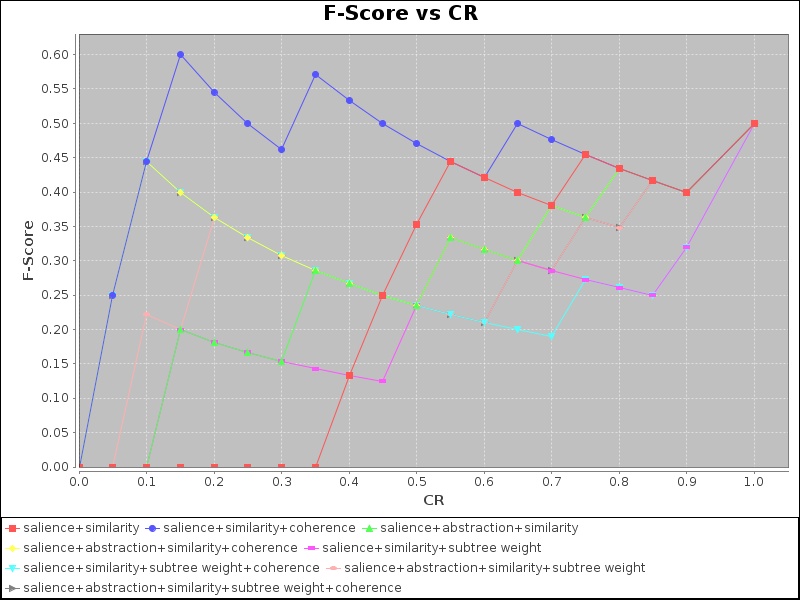 F-Score vs CR
0.60
0.55
0.50
0.45
0.40
0.35
0.30
0.25
0.20
0.15
0.10
0.05
0.00
F-Score
0.0 0.1 0.2 0.3 0.4 0.5 0.6 0.7 0.8 0.9 1.0
CR
salience+similarity salience+similarity+coherence salience+abstraction+similarity
salience+abstraction+similarity+coherence salience+similarity+subtree weight
salience+similarity+subtree weight+coherence salience+abstraction+similarity+subtree weight
salience+abstraction+similarity+subtree weight+coherence